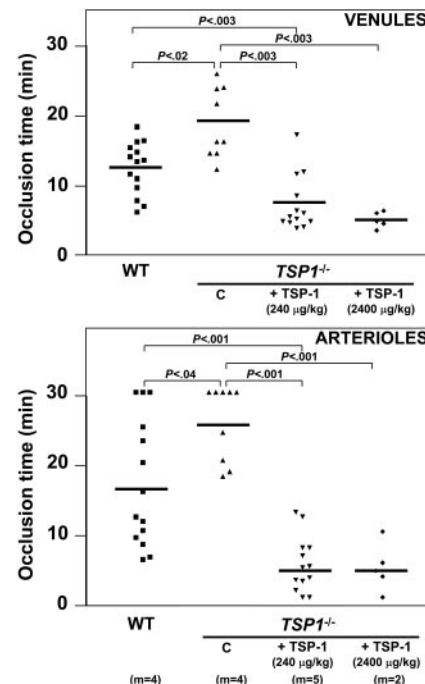 VENULES
P<.003
P<.003
P<.02
P<.003
30
20
10
0
Occlusion time (min)
WT
TSP1-/-
C
+ TSP-1
(240 µg/kg)
+ TSP-1
(2400 µg/kg)
ARTERIOLES
P<.001
P<.001
P<.04
P<.001
30
20
10
0
Occlusion time (min)
WT
TSP1-/-
C
+ TSP-1
(240 µg/kg)
+ TSP-1
(2400 µg/kg)
(m=4)
(m=4)
(m=5)
(m=2)